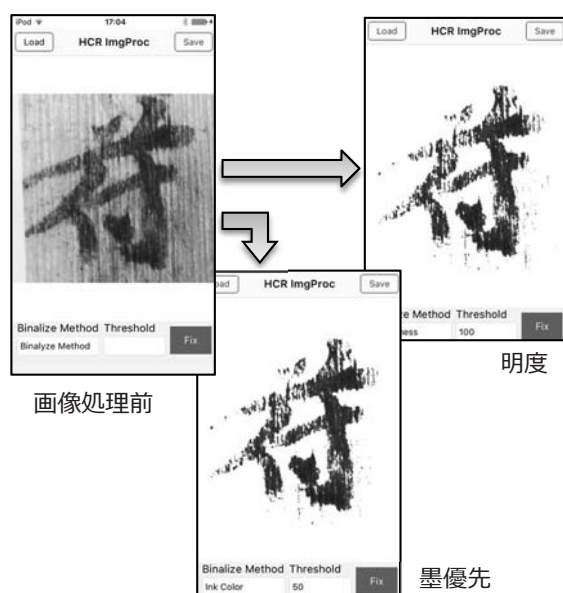 iPod 17:04
Load HCR ImgProc Save
Binalize Method Threshold
Binalyze Method Fix
画像処理前
Load HCR ImgProc Save
ze Method Threshold
ness 100 Fix
明度
oad HCR ImgProc Save
Binalize Method Threshold
Ink Color 50 Fix
墨優先